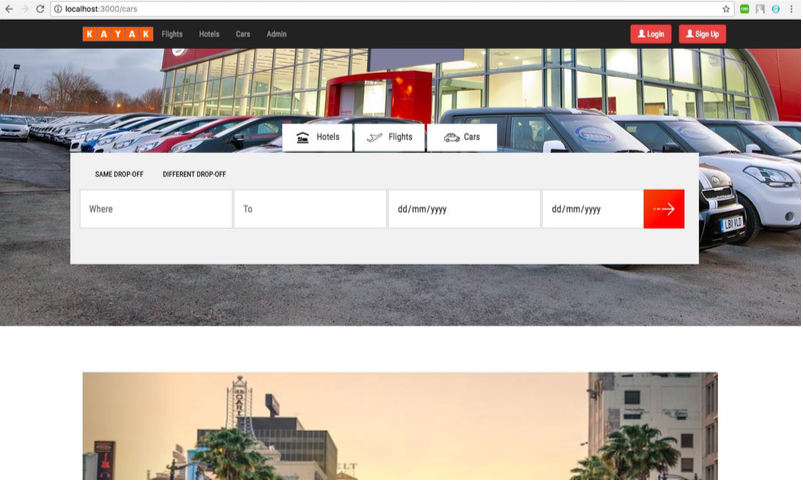 localhost:3000/cars
KAYAK Flights Hotels Cars Admin Login Sign Up
Hotels Flights Cars
SAME DROP-OFF DIFFERENT DROP-OFF
Where To dd/mm/yyyy dd/mm/yyyy
LB11 VLD